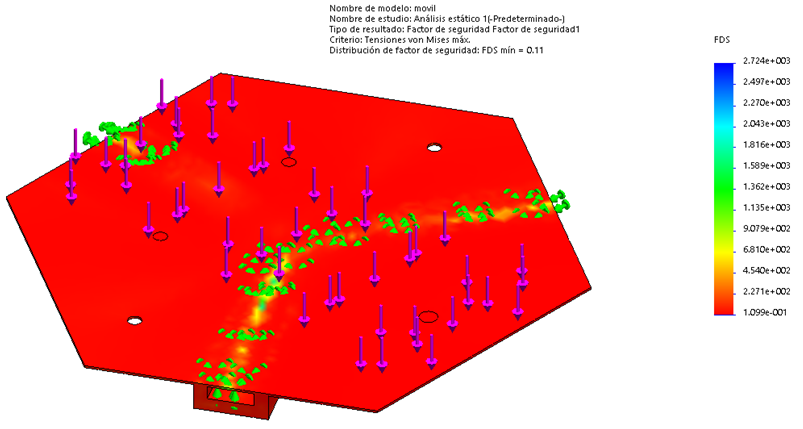 Nombre de modelo: movil
Nombre de estudio: Análisis estático 1(-Predeterminado-)
Tipo de resultado: Factor de seguridad Factor de seguridad1
Criterio: Tensiones von Mises máx.
Distribución de factor de seguridad: FDS mín = 0.11
FDS
2.724e+003
2.497e+003
2.270e+003
2.043e+003
1.816e+003
1.589e+003
1.362e+003
1.135e+003
9.080e+002
6.810e+002
4.540e+002
2.271e+002
1.099e-001